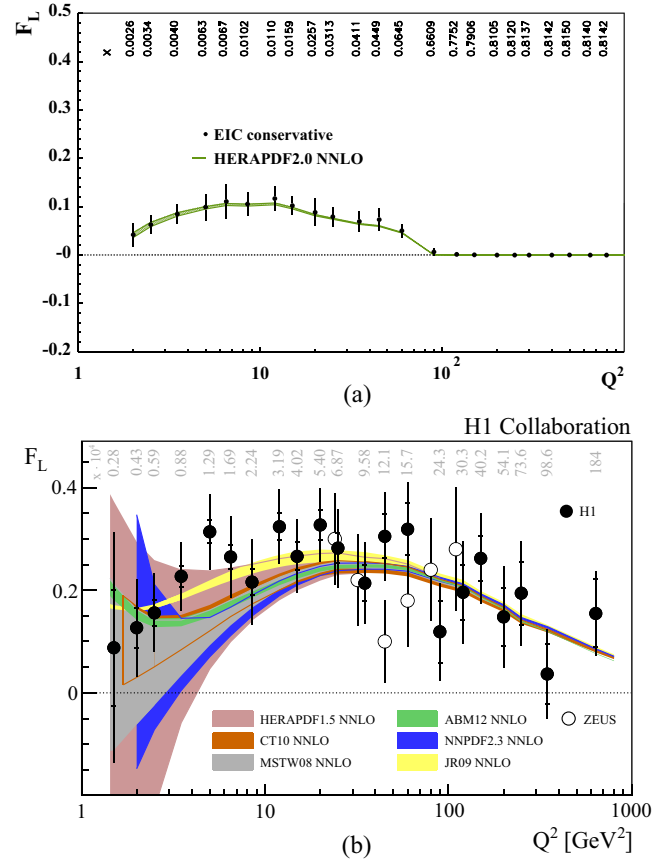 F_L
0.5
x 0.0026 0.0034 0.0040 0.0063 0.0067 0.0102 0.0110 0.0159 0.0257 0.0313 0.0411 0.0449 0.0645 0.6609 0.7752 0.7906 0.8105 0.8120 0.8137 0.8142 0.8150 0.8140 0.8142
0.4
0.3
EIC conservative
0.2
HERAPDF2.0 NNLO
0.1
-0
-0.1
-0.2
1 10 10^2 Q^2
(a)
H1 Collaboration
F_L
x ·10^4 0.28 0.43 0.59 0.88 1.29 1.69 2.24 3.19 4.02 5.40 6.87 9.58 12.1 15.7 24.3 30.3 40.2 54.1 73.6 98.6 184
0.4
H1
0.2
0
HERAPDF1.5 NNLO ABM12 NNLO ZEUS
CT10 NNLO NNPDF2.3 NNLO
MSTW08 NNLO JR09 NNLO
1 10 100 1000
Q^2 [GeV^2]
(b)